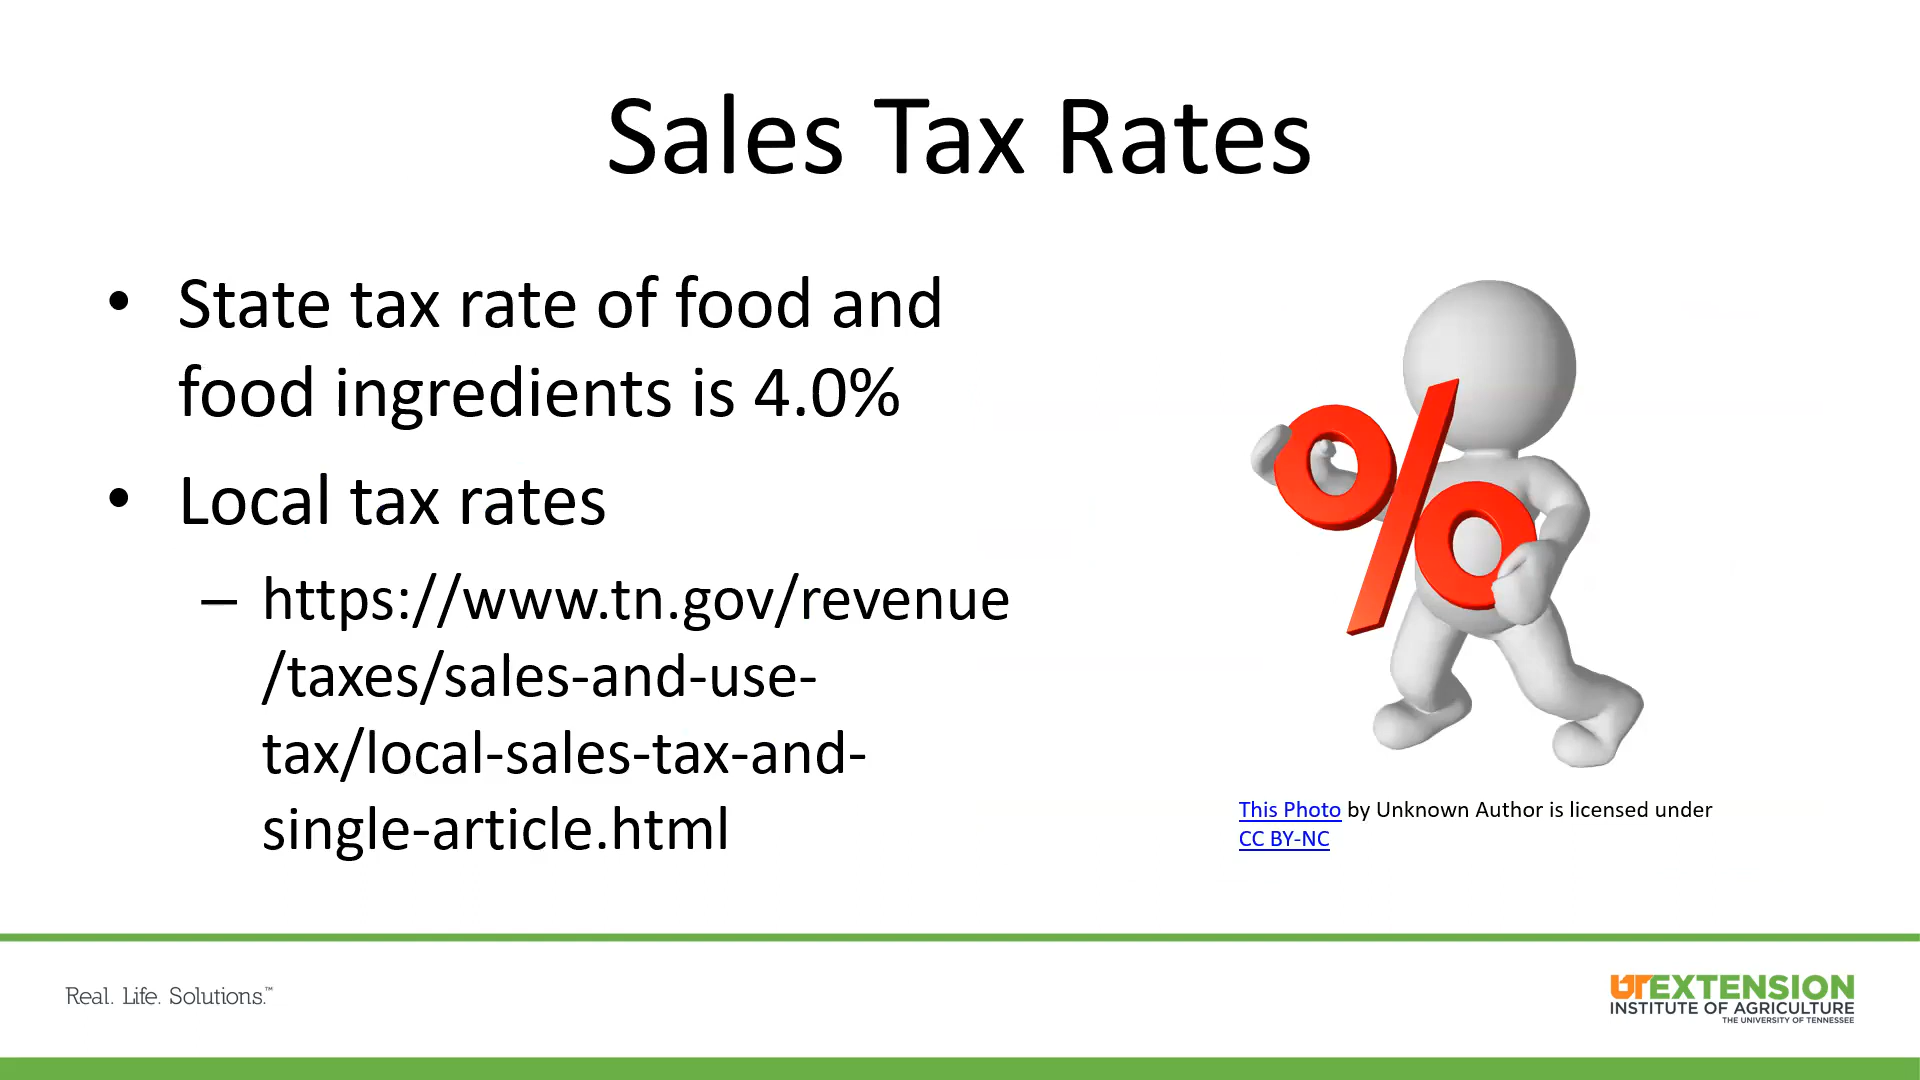 Sales Tax Rates
• State tax rate of food and
food ingredients is 4.0%
• Local tax rates
– https://www.tn.gov/revenue
/taxes/sales-and-use-
tax/local-sales-tax-and-
single-article.html
%
This Photo by Unknown Author is licensed under
CC BY-NC
Real. Life. Solutions.™
UT EXTENSION
INSTITUTE OF AGRICULTURE
THE UNIVERSITY OF TENNESSEE